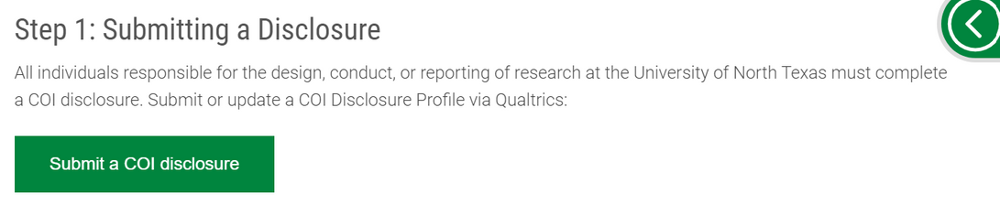 Step 1: Submitting a Disclosure
All individuals responsible for the design, conduct, or reporting of research at the University of North Texas must complete
a COI disclosure. Submit or update a COI Disclosure Profile via Qualtrics:
Submit a COI disclosure